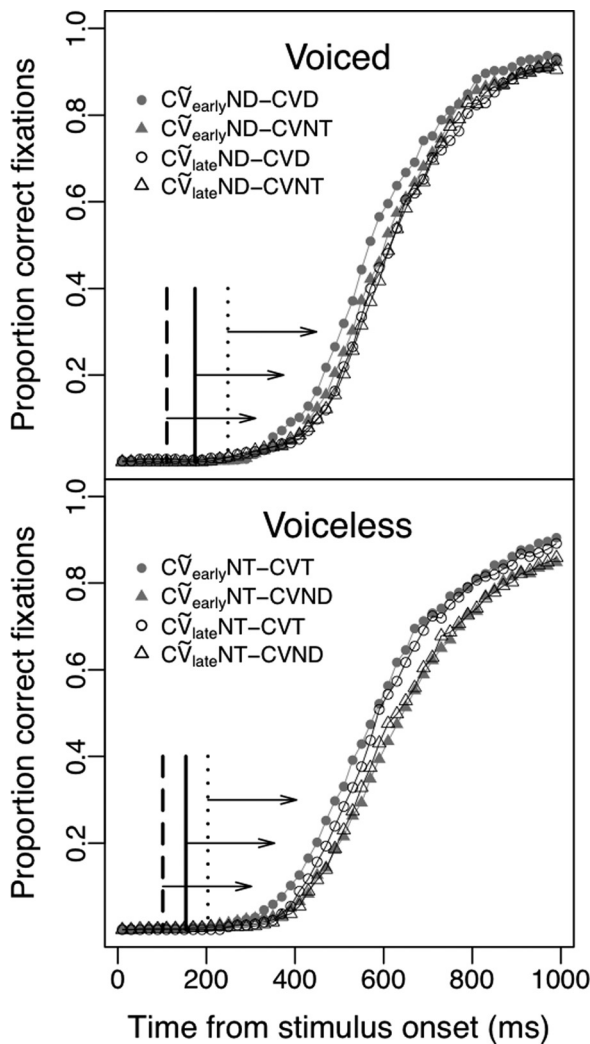 Voiced
CṼearlyND–CVD
CṼearlyND–CVNT
CṼlateND–CVD
CṼlateND–CVNT
Proportion correct fixations
1.0
0.8
0.6
0.4
0.2
Voiceless
CṼearlyNT–CVT
CṼearlyNT–CVND
CṼlateNT–CVT
CṼlateNT–CVND
Proportion correct fixations
1.0
0.8
0.6
0.4
0.2
0 200 400 600 800 1000
Time from stimulus onset (ms)